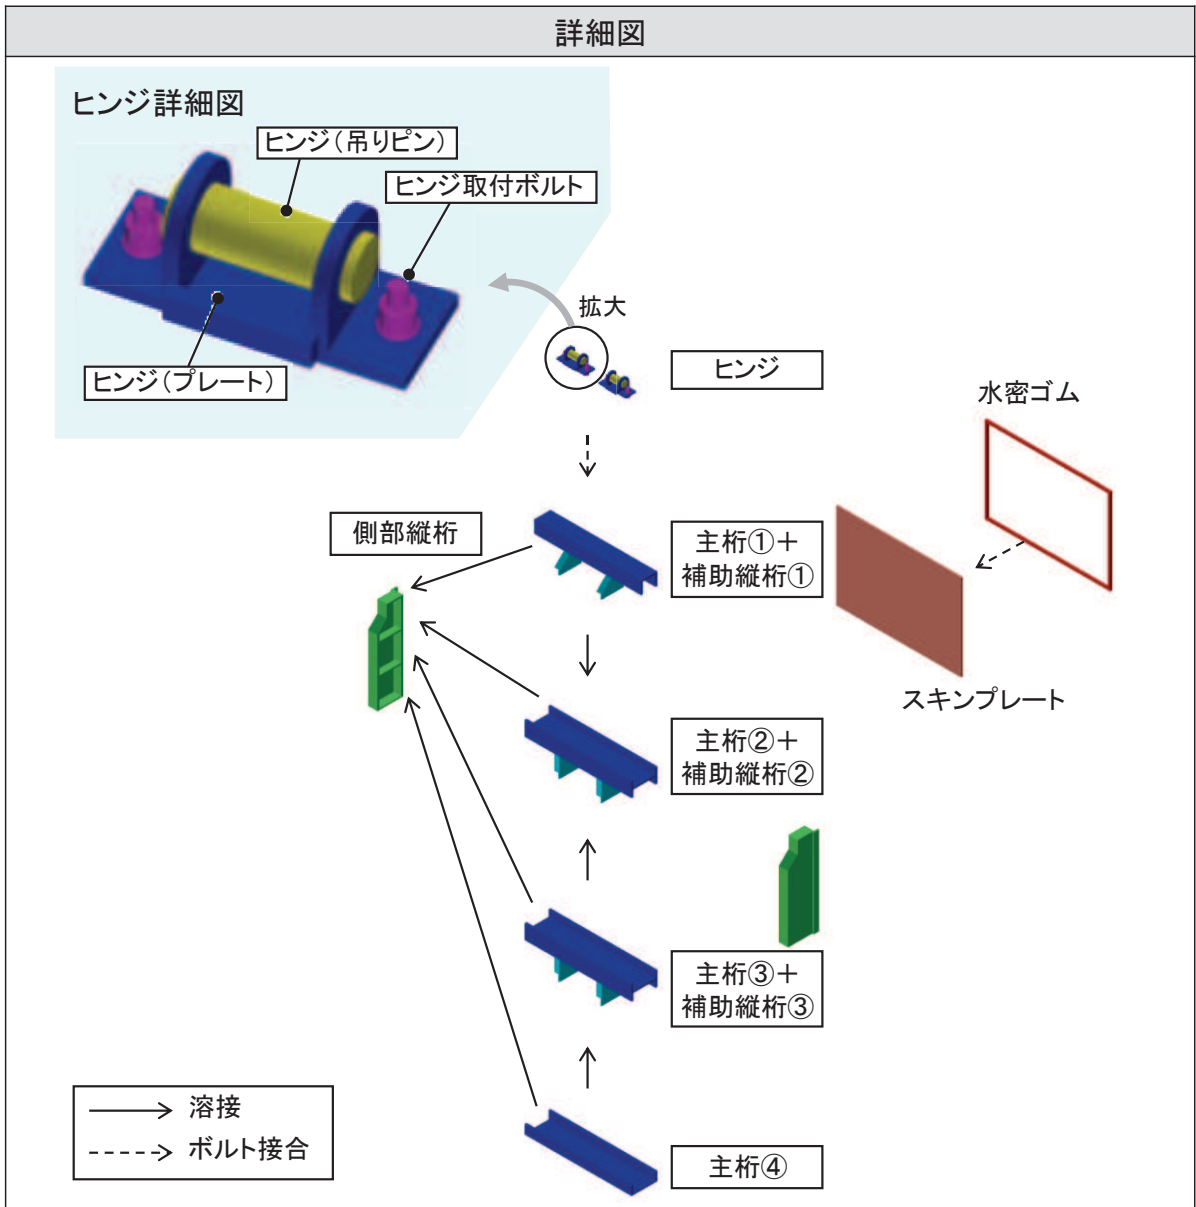 詳細図
ヒンジ詳細図
ヒンジ（吊りピン）
ヒンジ取付ボルト
ヒンジ（プレート）
拡大
ヒンジ
水密ゴム
側部縦桁
主桁①＋
補助縦桁①
スキンプレート
主桁②＋
補助縦桁②
主桁③＋
補助縦桁③
溶接
ボルト接合
主桁④